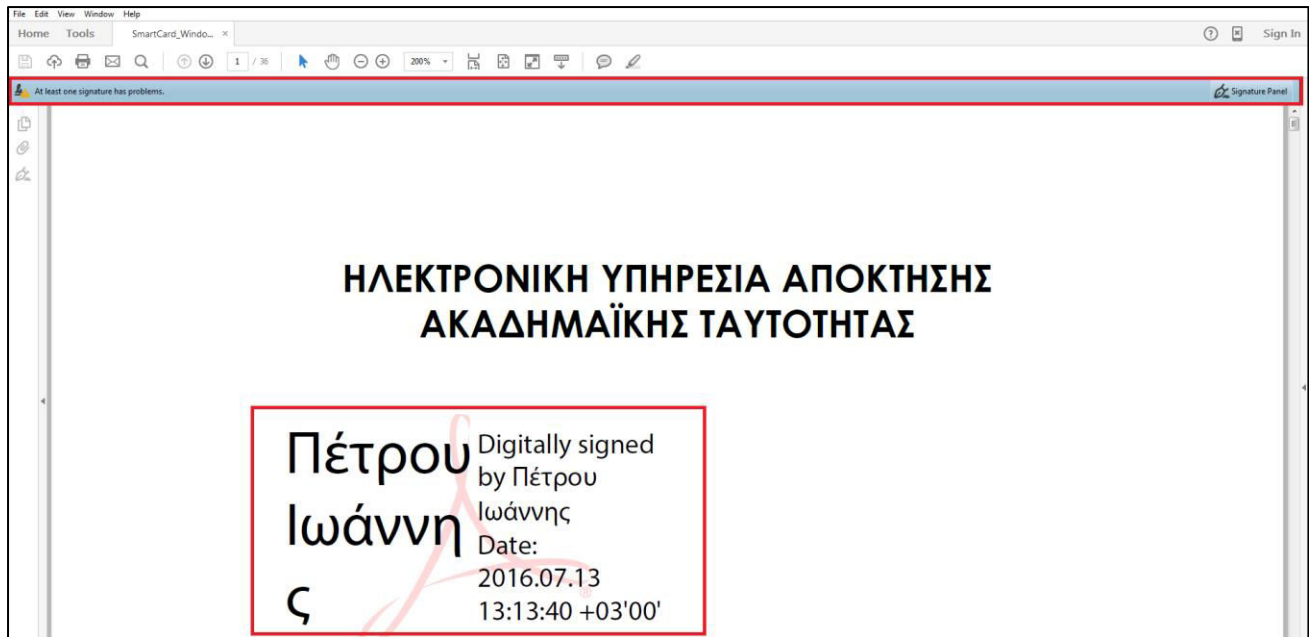 File Edit View Window Help
Home Tools SmartCard_Windo... × Sign In
1 / 36 200%
At least one signature has problems. Signature Panel
ΗΛΕΚΤΡΟΝΙΚΗ ΥΠΗΡΕΣΙΑ ΑΠΟΚΤΗΣΗΣ
ΑΚΑΔΗΜΑΪΚΗΣ ΤΑΥΤΟΤΗΤΑΣ
Πέτρου
Ιωάννη
ς
Digitally signed
by Πέτρου
Ιωάννης
Date:
2016.07.13
13:13:40 +03'00'